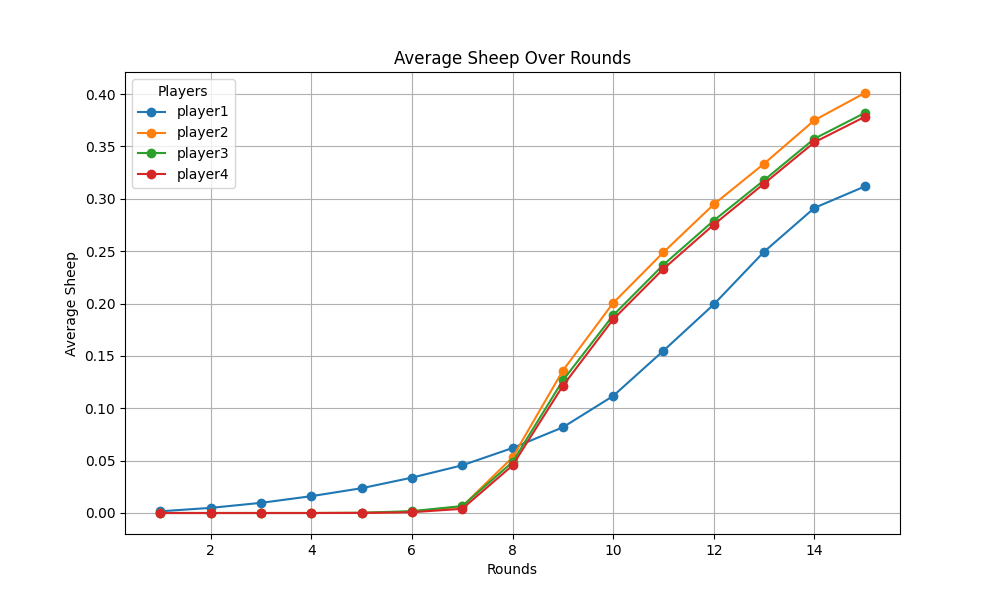 Average Sheep Over Rounds
Players
player1
player2
player3
player4
Average Sheep
0.40
0.35
0.30
0.25
0.20
0.15
0.10
0.05
0.00
2 4 6 8 10 12 14
Rounds